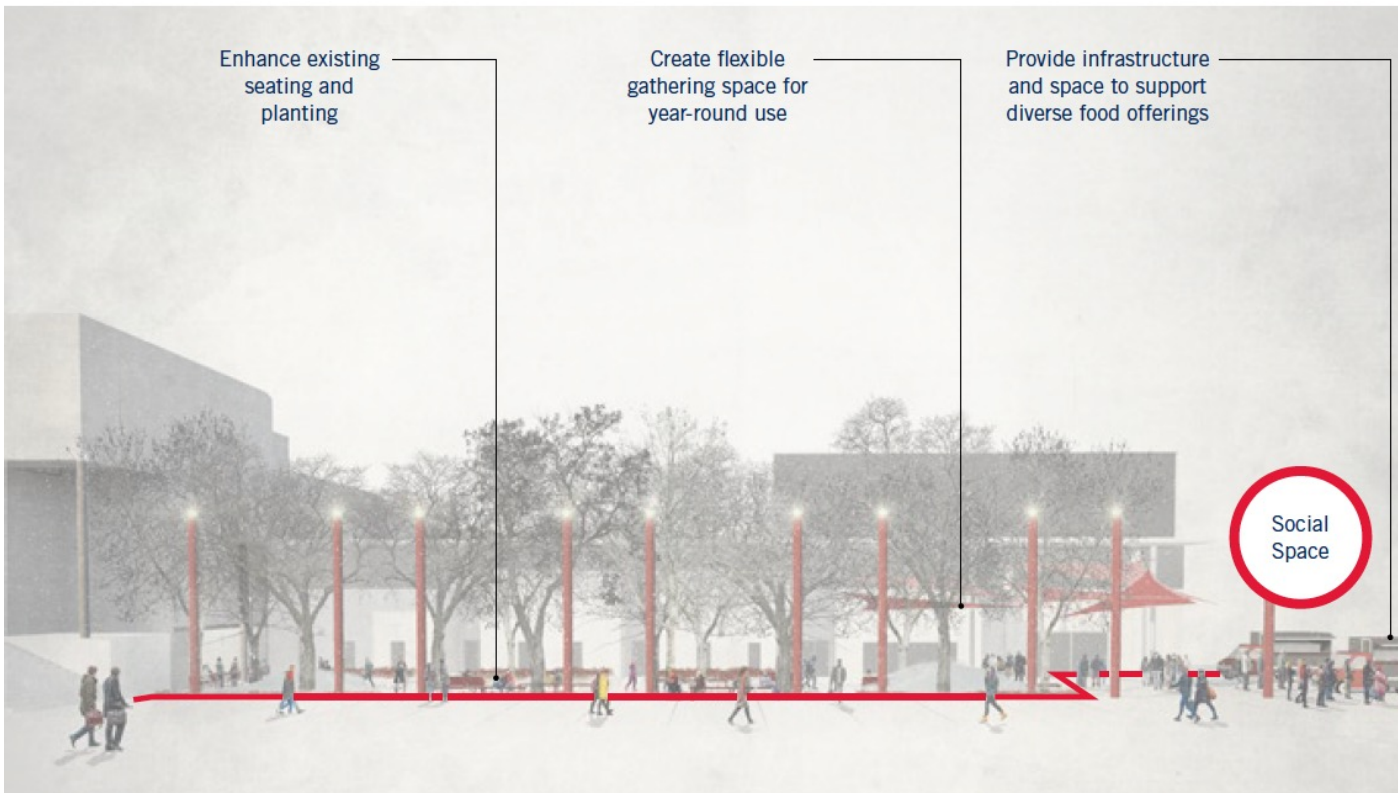 Enhance existing
seating and
planting
Create flexible
gathering space for
year-round use
Provide infrastructure
and space to support
diverse food offerings
Social
Space